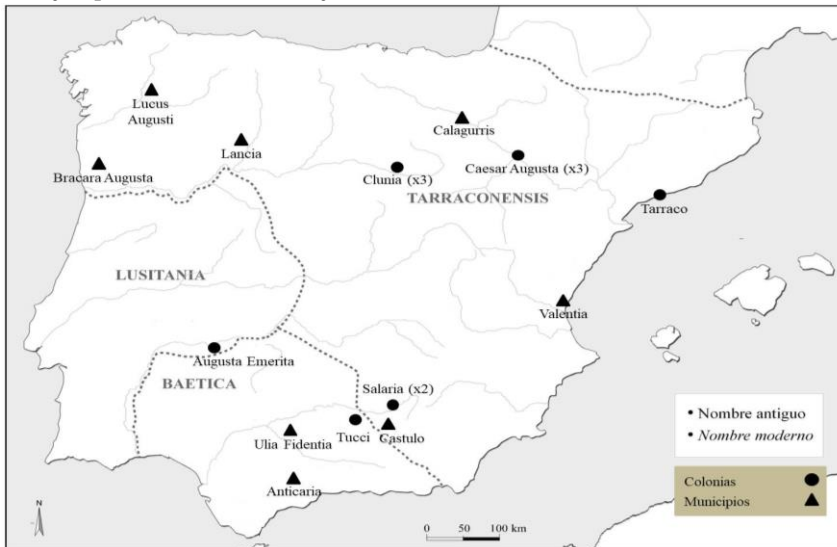 Lucus
Augusti
Calagurris
Lancia
Bracara Augusta
Clunia (x3)
Caesar Augusta (x3)
TARRACONENSIS
Tarraco
LUSITANIA
Valentia
Augusta Emerita
BAETICA
Salaria (x2)
• Nombre antiguo
• Nombre moderno
Ulia Fidentia
Tucci
Castulo
Anticaria
Colonias
Municipios
N
0 50 100 km